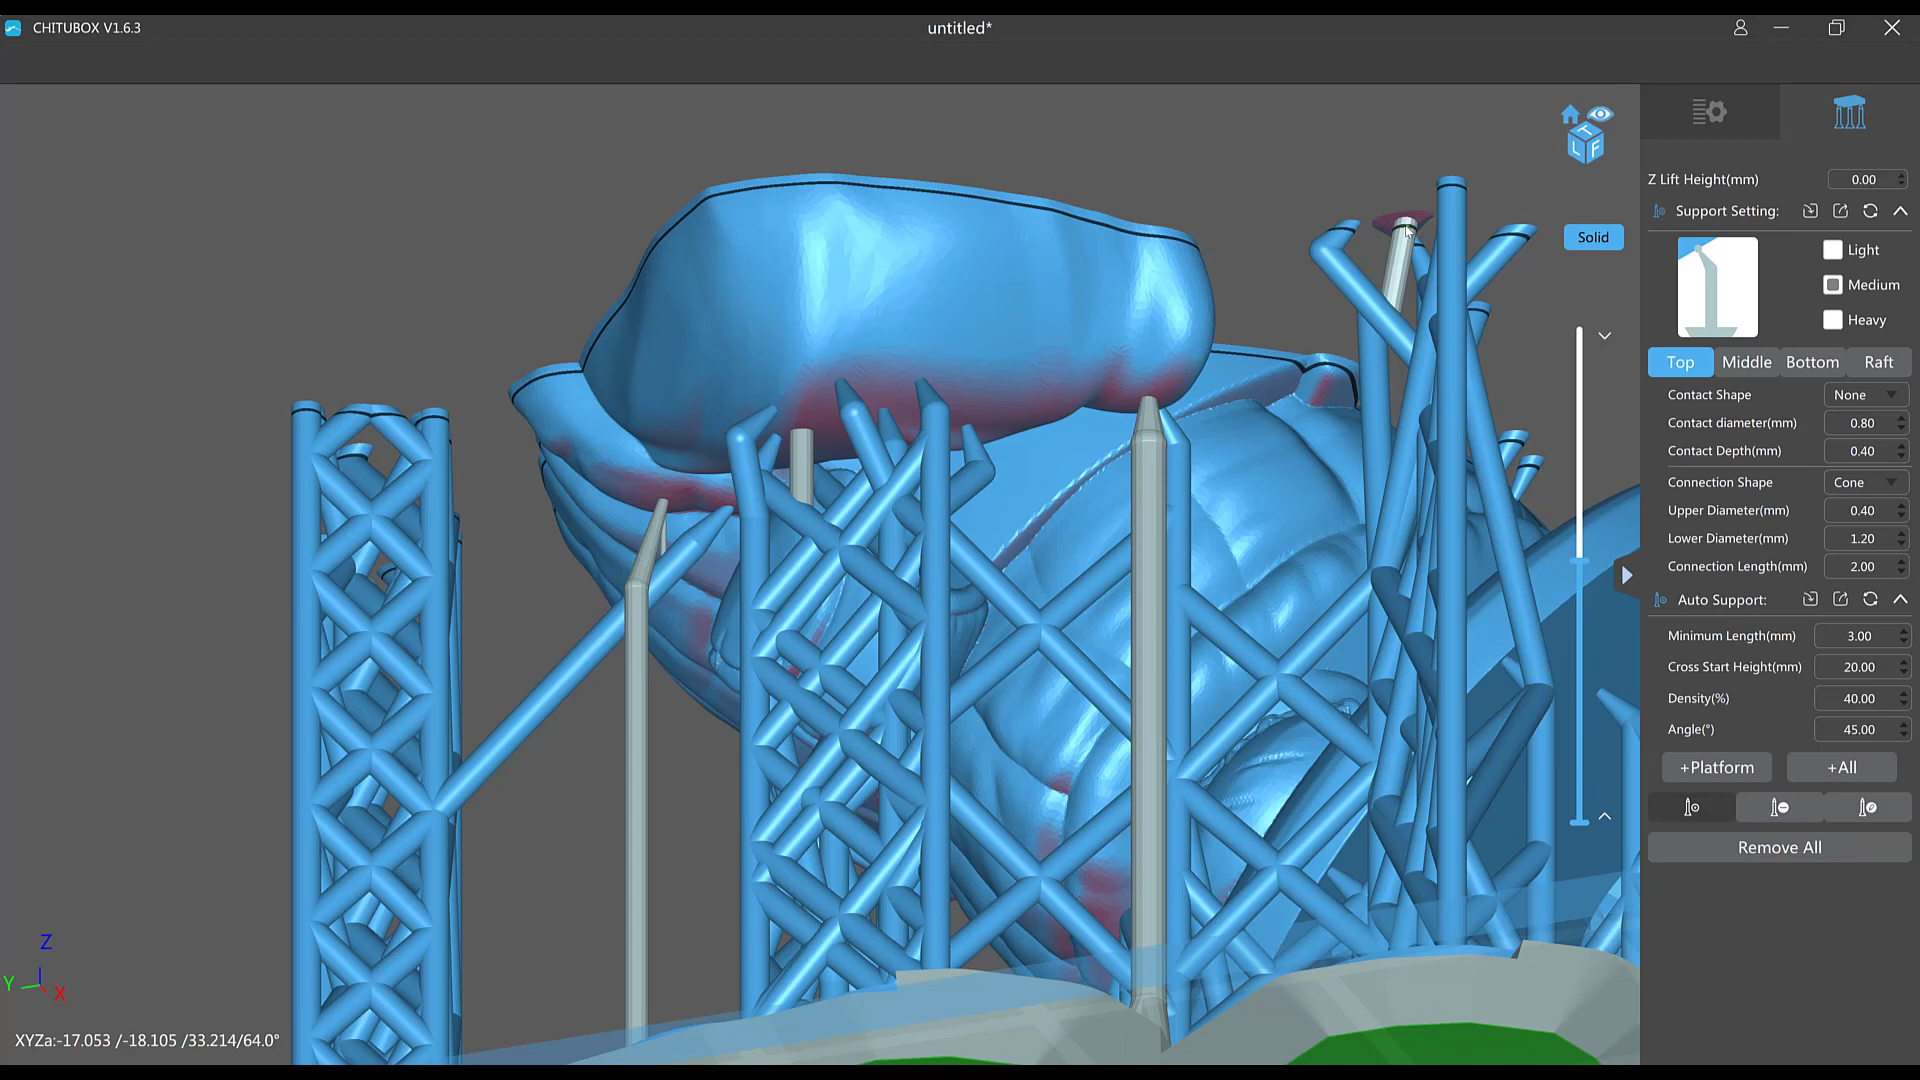 CHITUBOX V1.6.3
untitled*
T
L F
Solid
Z Lift Height(mm) 0.00
Support Setting:
Light
Medium
Heavy
Top Middle Bottom Raft
Contact Shape None
Contact diameter(mm) 0.80
Contact Depth(mm) 0.40
Connection Shape Cone
Upper Diameter(mm) 0.40
Lower Diameter(mm) 1.20
Connection Length(mm) 2.00
Auto Support:
Minimum Length(mm) 3.00
Cross Start Height(mm) 20.00
Density(%) 40.00
Angle(°) 45.00
+Platform +All
Remove All
Z
Y
X
XYZa:-17.053 /-18.105 /33.214/64.0°